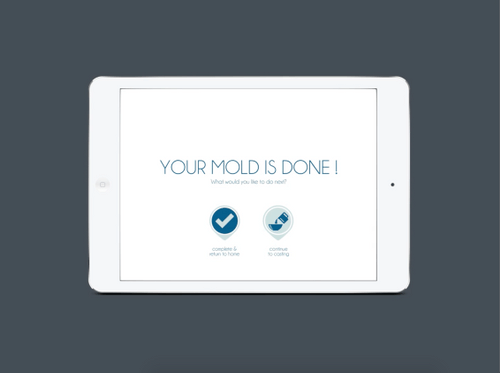 YOUR MOLD IS DONE !
What would you like to do next?
complete &
return to home
continue
to casting